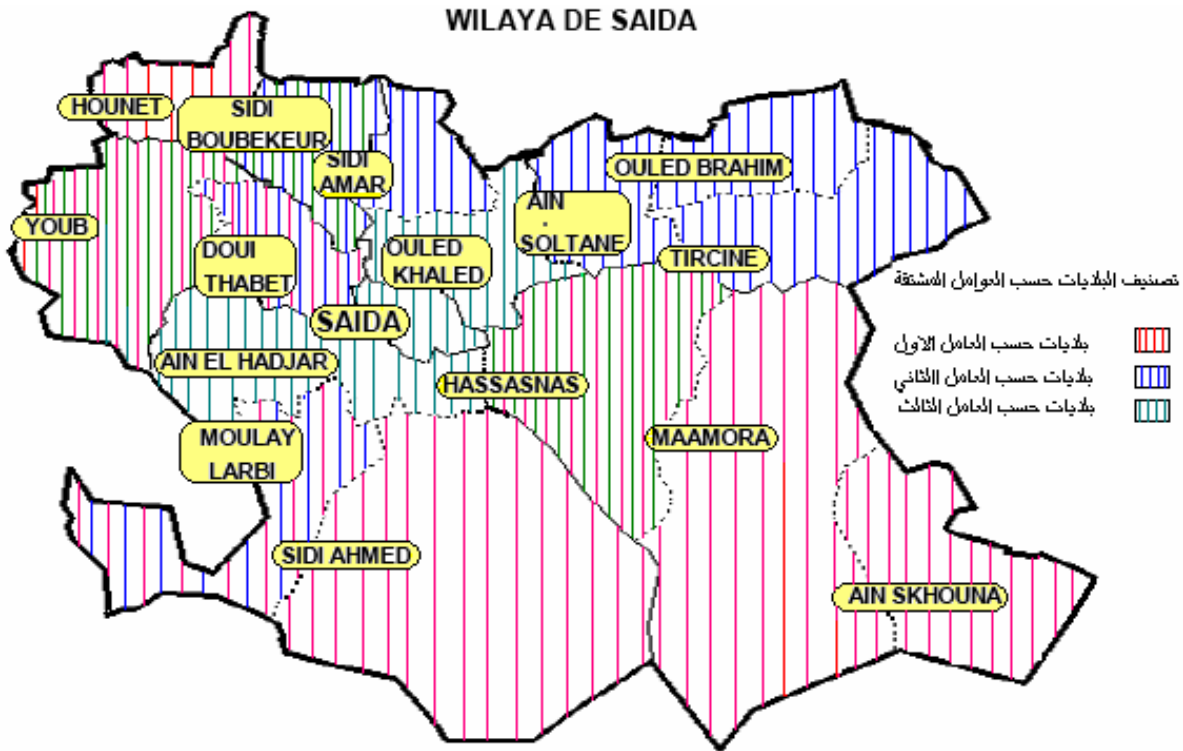 WILAYA DE SAIDA
HOUNET
SIDI
BOUBEKEUR
SIDI
AMAR
OULED BRAHIM
YOUB
DOUI
THABET
OULED
KHALED
AIN
SOLTANE
TIRCINE
SAIDA
AIN EL HADJAR
HASSASNAS
MOULAY
LARBI
MAAMORA
SIDI AHMED
AIN SKHOUNA
تصنيف البلديات حسب العوامل المشتقة
بلديات حسب العامل الاول
بلديات حسب العامل الثاني
بلديات حسب العامل الثالث